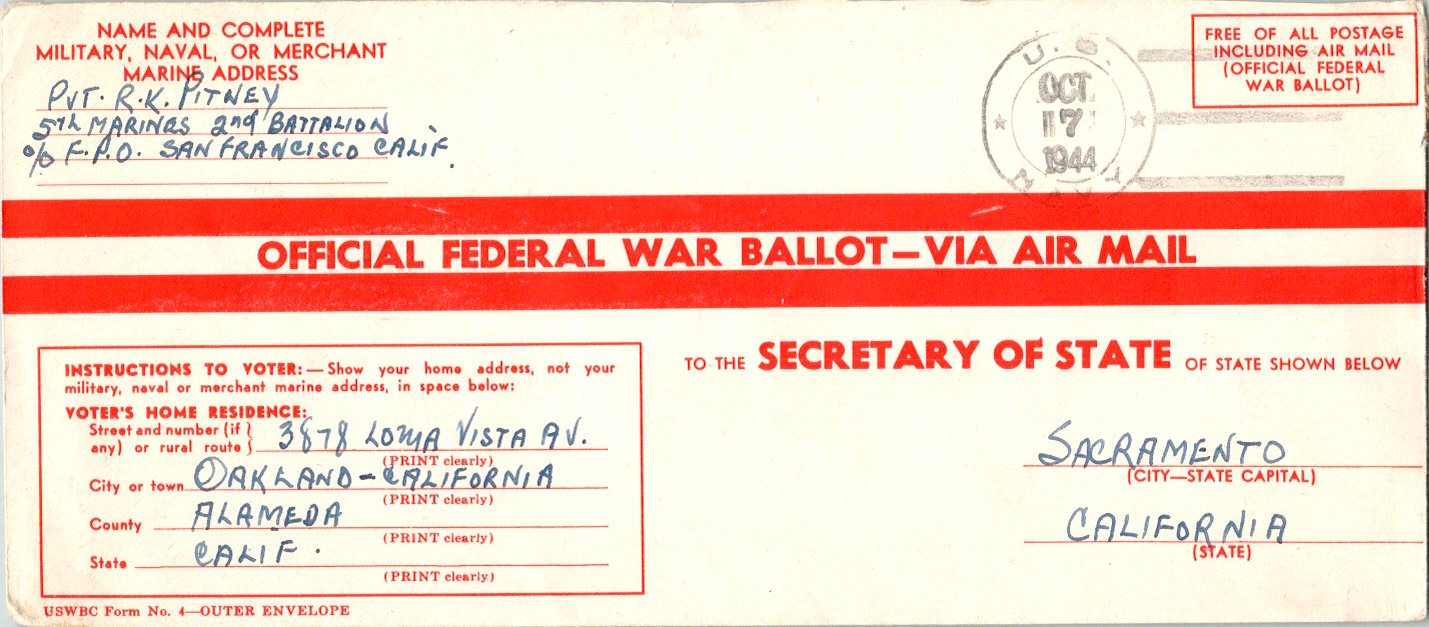 NAME AND COMPLETE
MILITARY, NAVAL, OR MERCHANT
MARINE ADDRESS
PVT. R.K. PITNEY
5TH MARINES 2nd BATTALION
c/o F.P.O. SAN FRANCISCO CALIF.
U.S.
OCT
17
1944
NAVY
FREE OF ALL POSTAGE
INCLUDING AIR MAIL
(OFFICIAL FEDERAL
WAR BALLOT)
OFFICIAL FEDERAL WAR BALLOT—VIA AIR MAIL
INSTRUCTIONS TO VOTER:—Show your home address, not your
military, naval or merchant marine address, in space below:
VOTER'S HOME RESIDENCE:
Street and number (if
any) or rural route} 3878 LOMA VISTA AV.
(PRINT clearly)
City or town OAKLAND-CALIFORNIA
(PRINT clearly)
County ALAMEDA
(PRINT clearly)
State CALIF.
(PRINT clearly)
USWBC Form No. 4—OUTER ENVELOPE
TO THE SECRETARY OF STATE OF STATE SHOWN BELOW
SACRAMENTO
(CITY—STATE CAPITAL)
CALIFORNIA
(STATE)